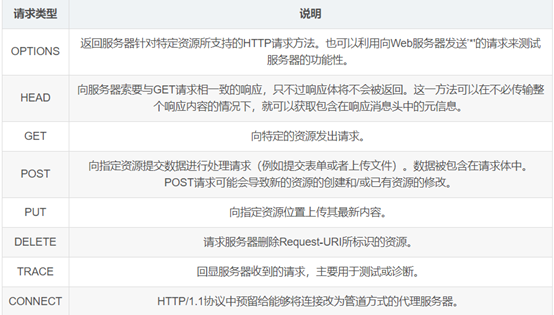 请求类型 说明
OPTIONS 返回服务器针对特定资源所支持的HTTP请求方法。也可以利用向Web服务器发送'*'的请求来测试
服务器的功能性。
HEAD 向服务器索要与GET请求相一致的响应，只不过响应体将不会被返回。这一方法可以在不必传输整
个响应内容的情况下，就可以获取包含在响应消息头中的元信息。
GET 向特定的资源发出请求。
POST 向指定资源提交数据进行处理请求（例如提交表单或者上传文件）。数据被包含在请求体中。
POST请求可能会导致新的资源的创建和/或已有资源的修改。
PUT 向指定资源位置上传其最新内容。
DELETE 请求服务器删除Request-URI所标识的资源。
TRACE 回显服务器收到的请求，主要用于测试或诊断。
CONNECT HTTP/1.1协议中预留给能够将连接改为管道方式的代理服务器。